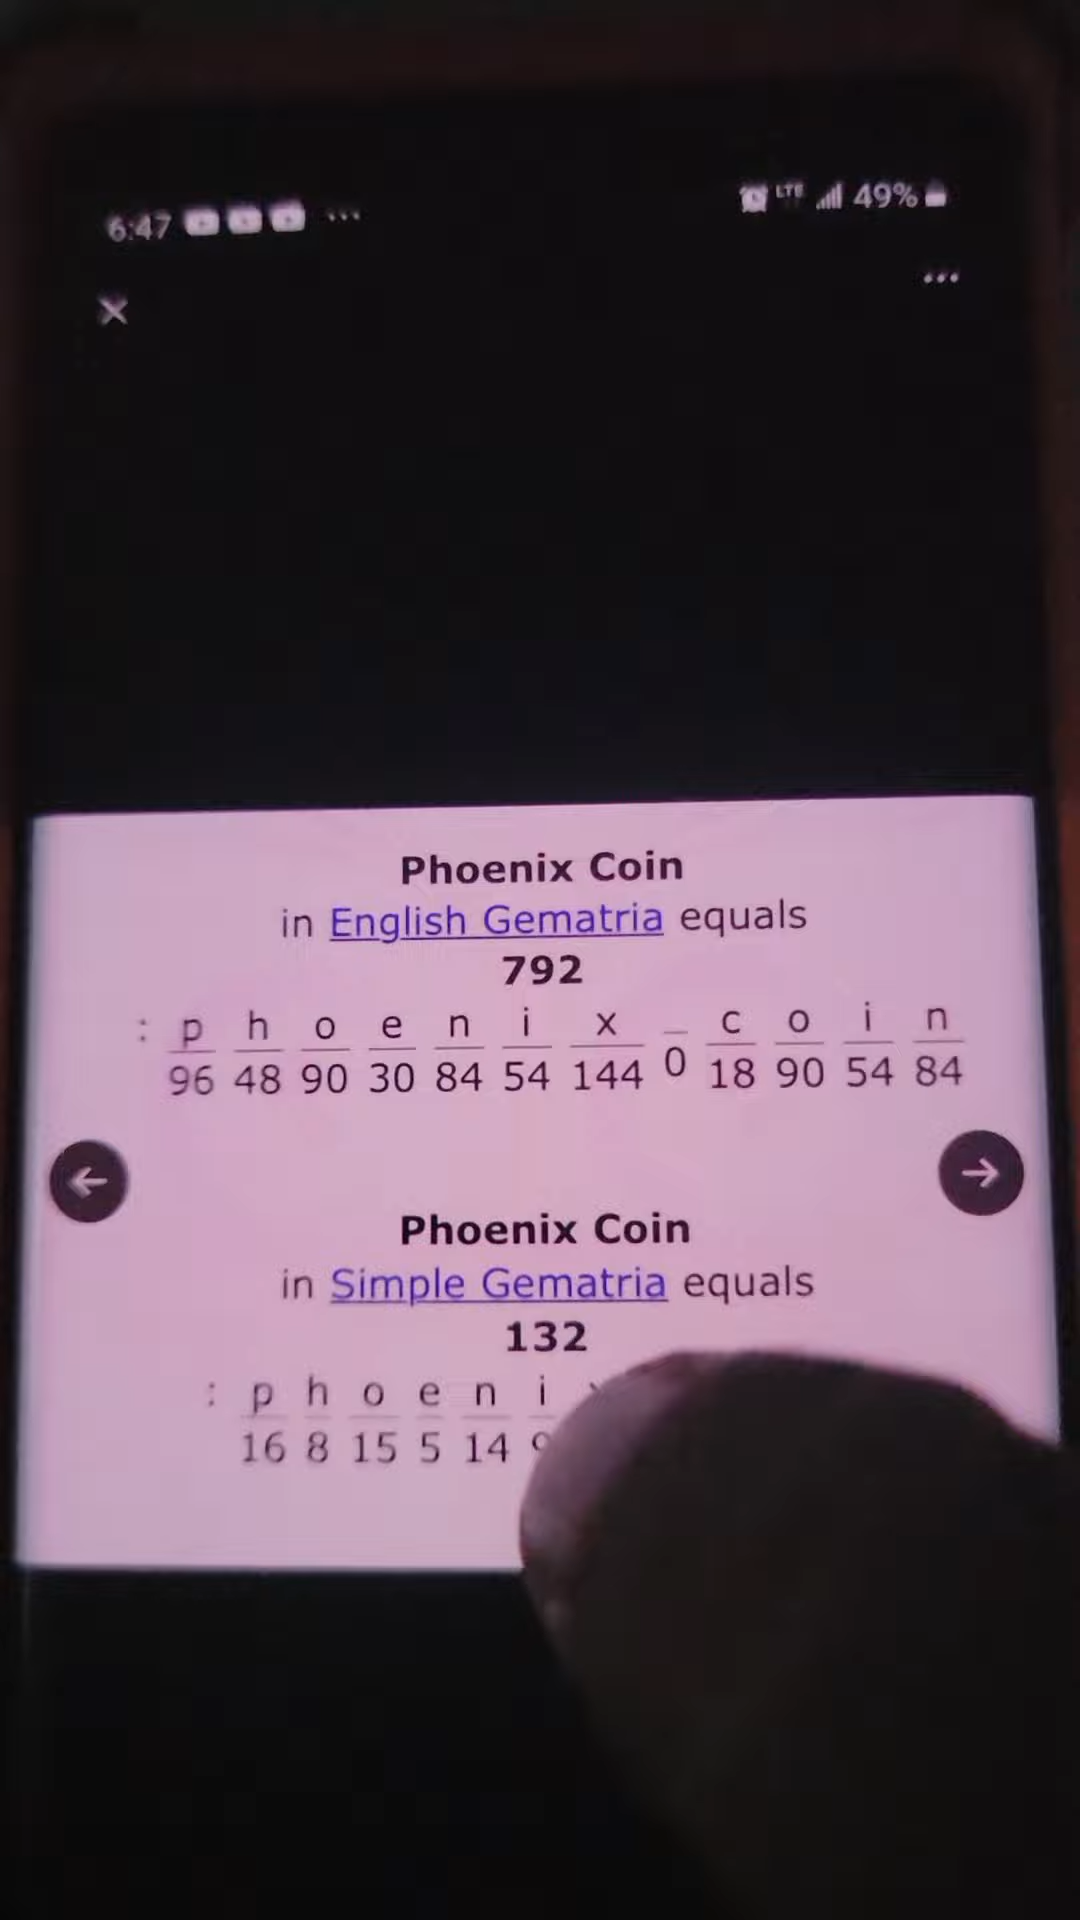 6:47 ... LTE 49%
×
...
Phoenix Coin
in English Gematria equals
792
: p h o e n i x _ c o i n
96 48 90 30 84 54 144 0 18 90 54 84
Phoenix Coin
in Simple Gematria equals
132
: p h o e n i
16 8 15 5 14